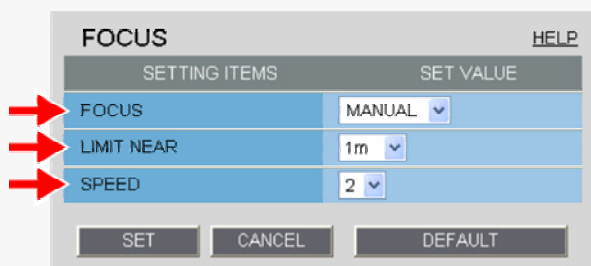 FOCUS HELP
SETTING ITEMS SET VALUE
FOCUS MANUAL
LIMIT NEAR 1m
SPEED 2
SET CANCEL DEFAULT